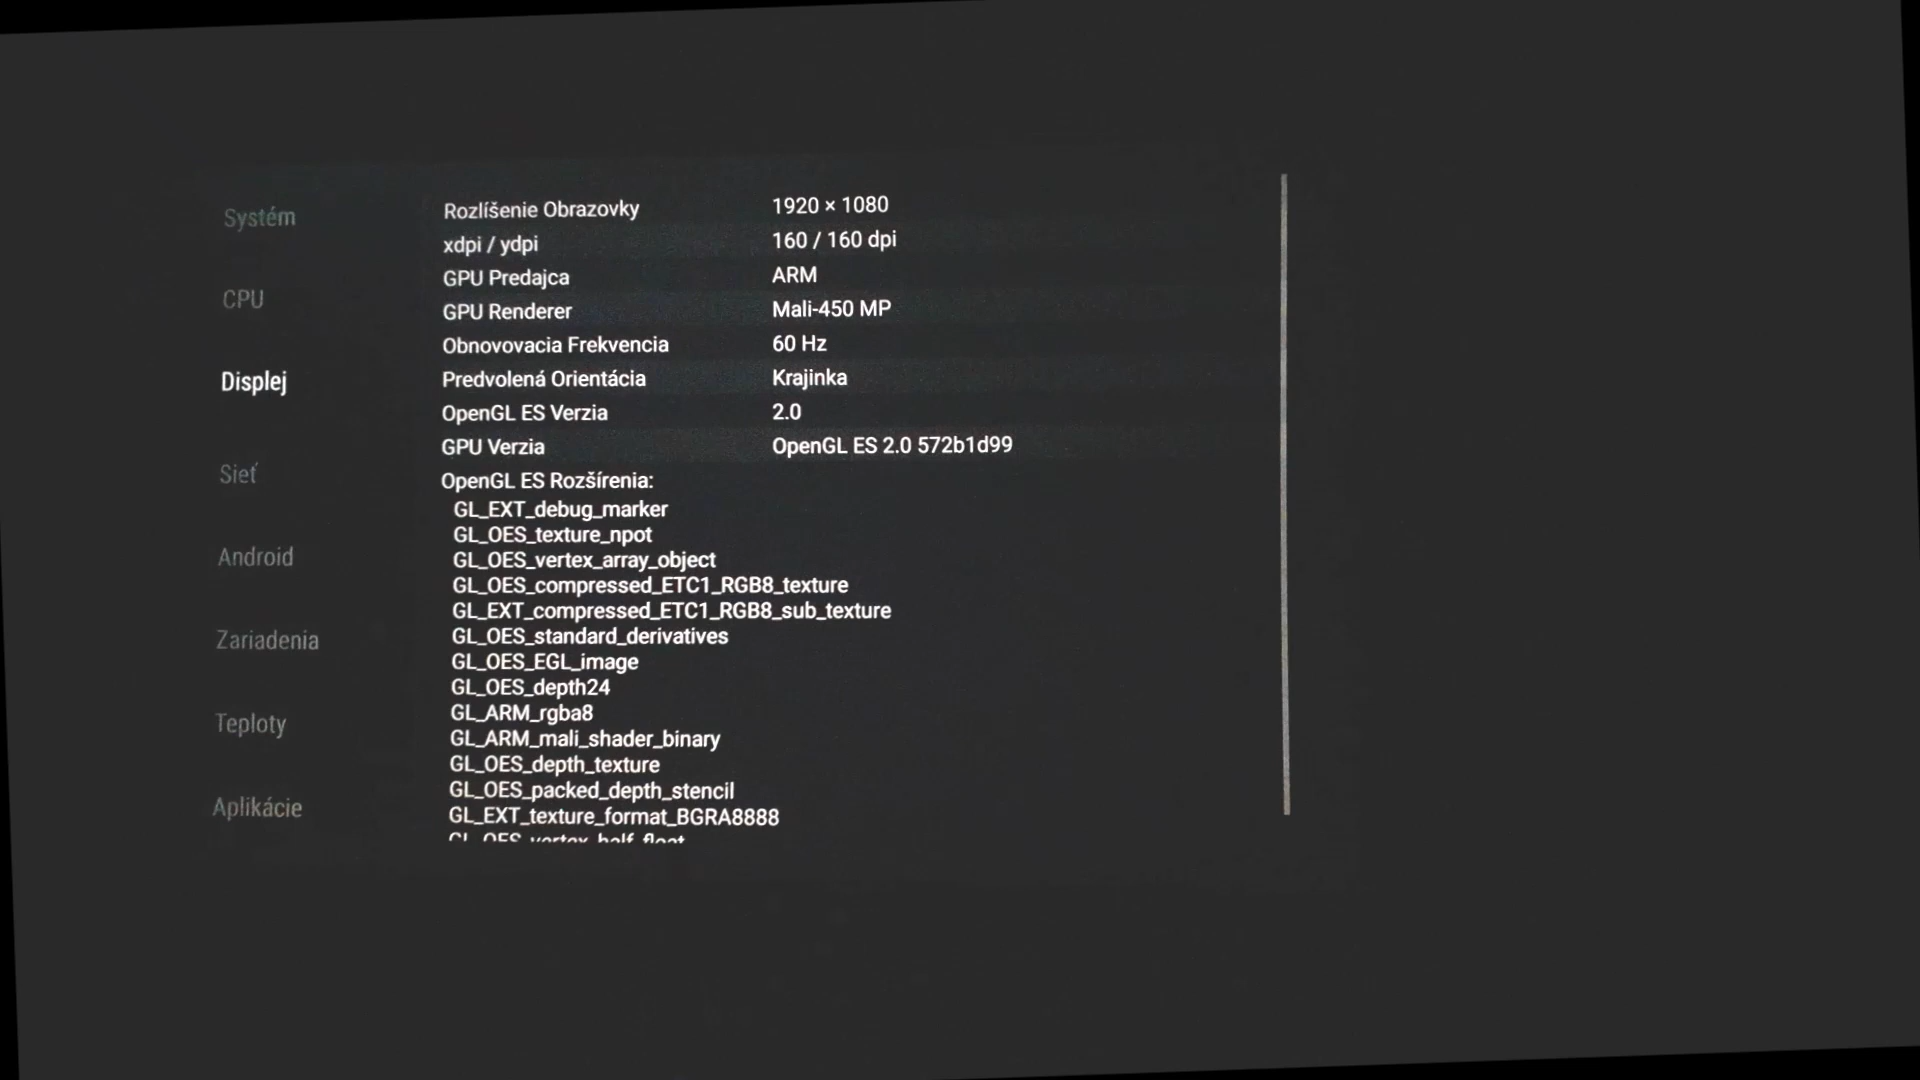 Systém
CPU
Displej
Sieť
Android
Zariadenia
Teploty
Aplikácie
Rozlíšenie Obrazovky 1920 × 1080
xdpi / ydpi 160 / 160 dpi
GPU Predajca ARM
GPU Renderer Mali-450 MP
Obnovovacia Frekvencia 60 Hz
Predvolená Orientácia Krajinka
OpenGL ES Verzia 2.0
GPU Verzia OpenGL ES 2.0 572b1d99
OpenGL ES Rozšírenia:
GL_EXT_debug_marker
GL_OES_texture_npot
GL_OES_vertex_array_object
GL_OES_compressed_ETC1_RGB8_texture
GL_EXT_compressed_ETC1_RGB8_sub_texture
GL_OES_standard_derivatives
GL_OES_EGL_image
GL_OES_depth24
GL_ARM_rgba8
GL_ARM_mali_shader_binary
GL_OES_depth_texture
GL_OES_packed_depth_stencil
GL_EXT_texture_format_BGRA8888
GL_OES_vertex_half_float